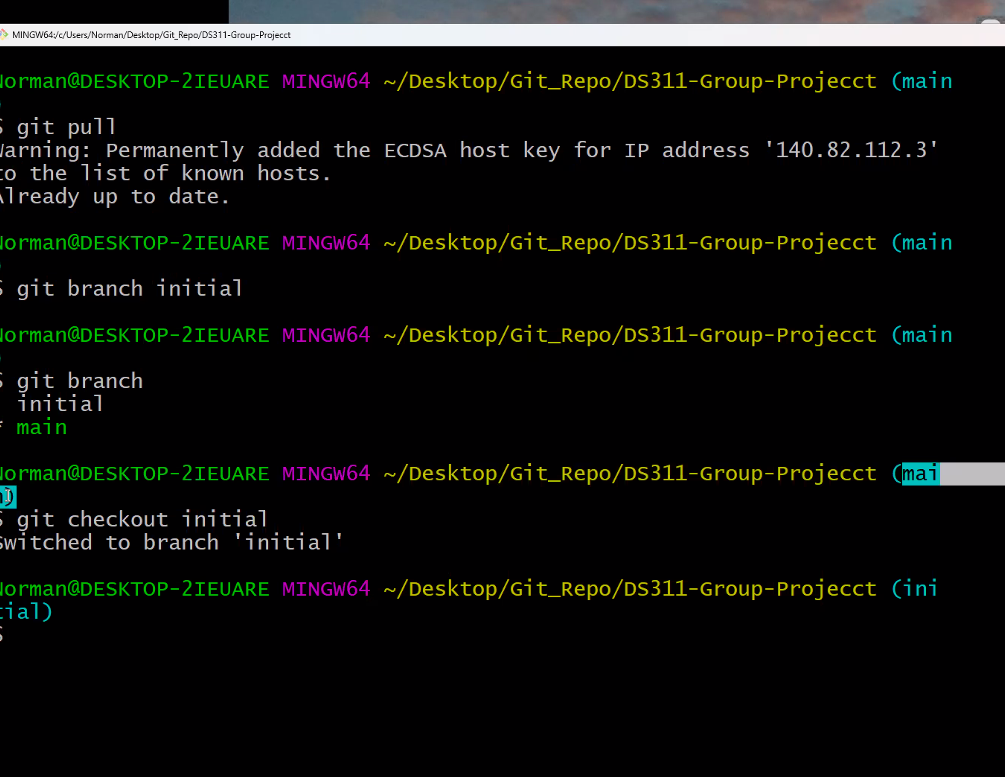 MINGW64:/c/Users/Norman/Desktop/Git_Repo/DS311-Group-Projecct
Norman@DESKTOP-2IEUARE MINGW64 ~/Desktop/Git_Repo/DS311-Group-Projecct (main
)
$ git pull
Warning: Permanently added the ECDSA host key for IP address '140.82.112.3'
to the list of known hosts.
Already up to date.
Norman@DESKTOP-2IEUARE MINGW64 ~/Desktop/Git_Repo/DS311-Group-Projecct (main
)
$ git branch initial
Norman@DESKTOP-2IEUARE MINGW64 ~/Desktop/Git_Repo/DS311-Group-Projecct (main
)
$ git branch
initial
* main
Norman@DESKTOP-2IEUARE MINGW64 ~/Desktop/Git_Repo/DS311-Group-Projecct (mai
n)
$ git checkout initial
Switched to branch 'initial'
Norman@DESKTOP-2IEUARE MINGW64 ~/Desktop/Git_Repo/DS311-Group-Projecct (ini
tial)
$